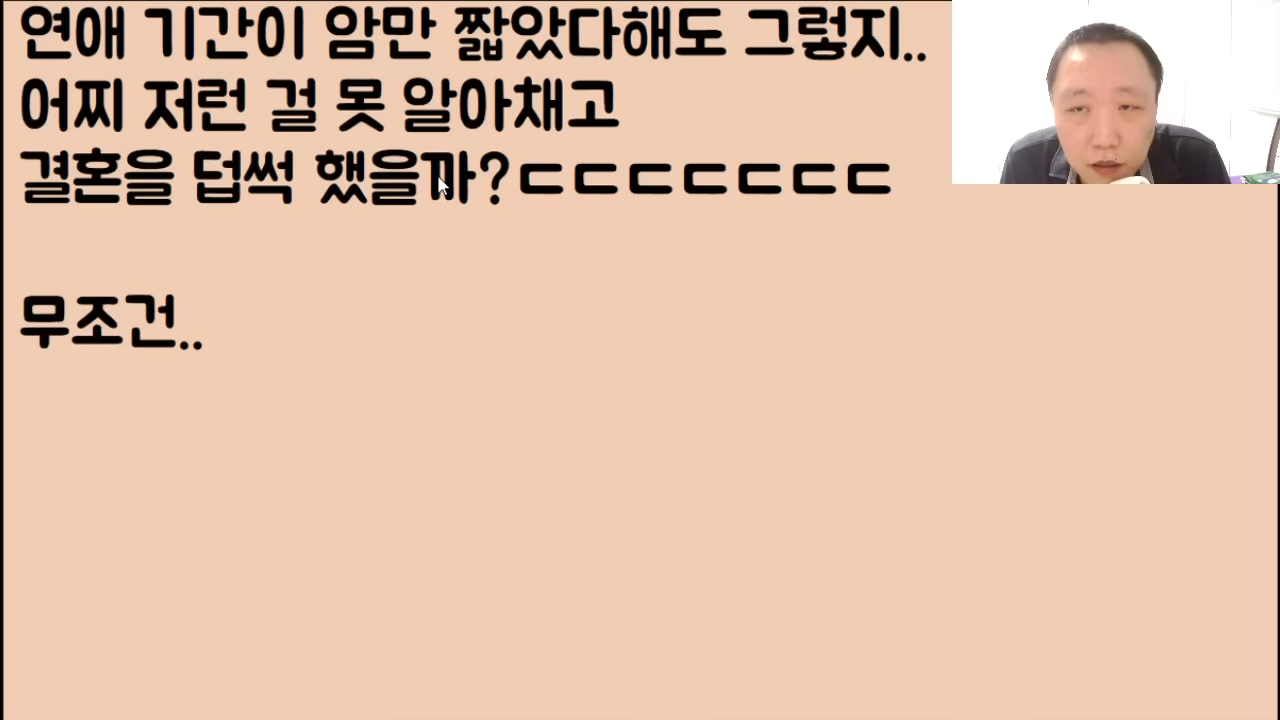 연애 기간이 암만 짧았다해도 그렇지..
어찌 저런 걸 못 알아채고
결혼을 덥썩 했을까?ㄷㄷㄷㄷㄷㄷㄷ
무조건..